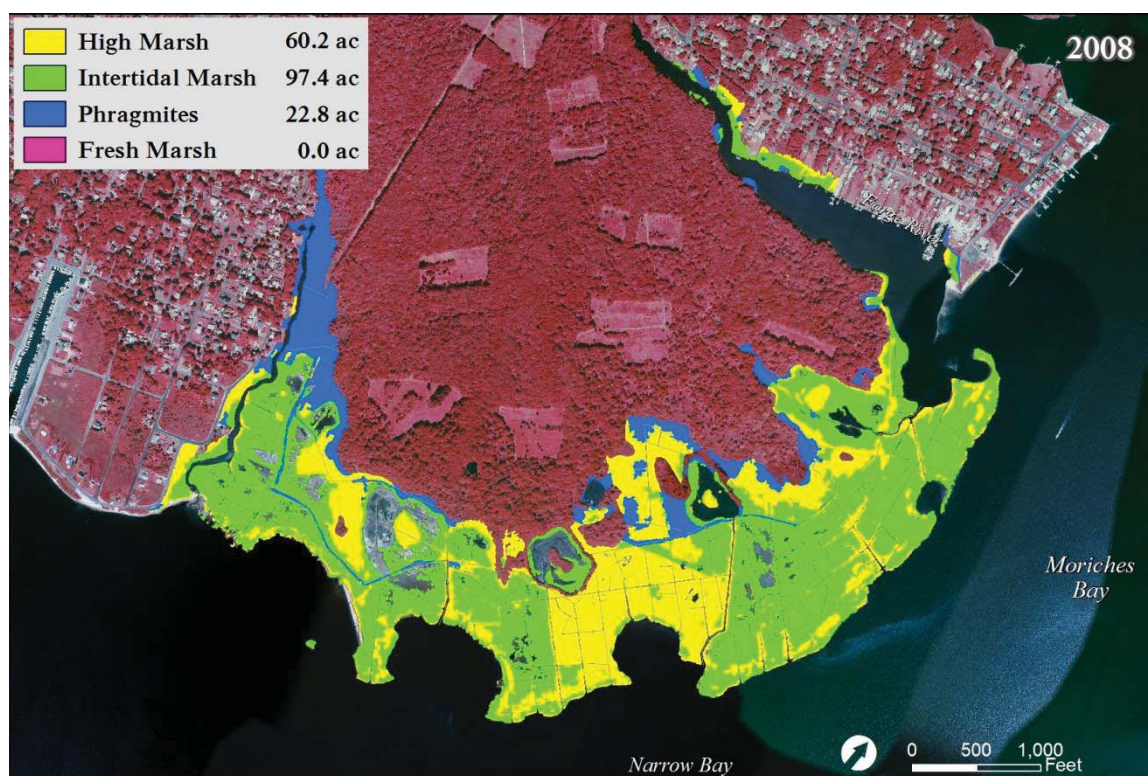 High Marsh 60.2 ac
Intertidal Marsh 97.4 ac
Phragmites 22.8 ac
Fresh Marsh 0.0 ac
2008
Forge River
Moriches
Bay
Narrow Bay
0 500 1,000
Feet